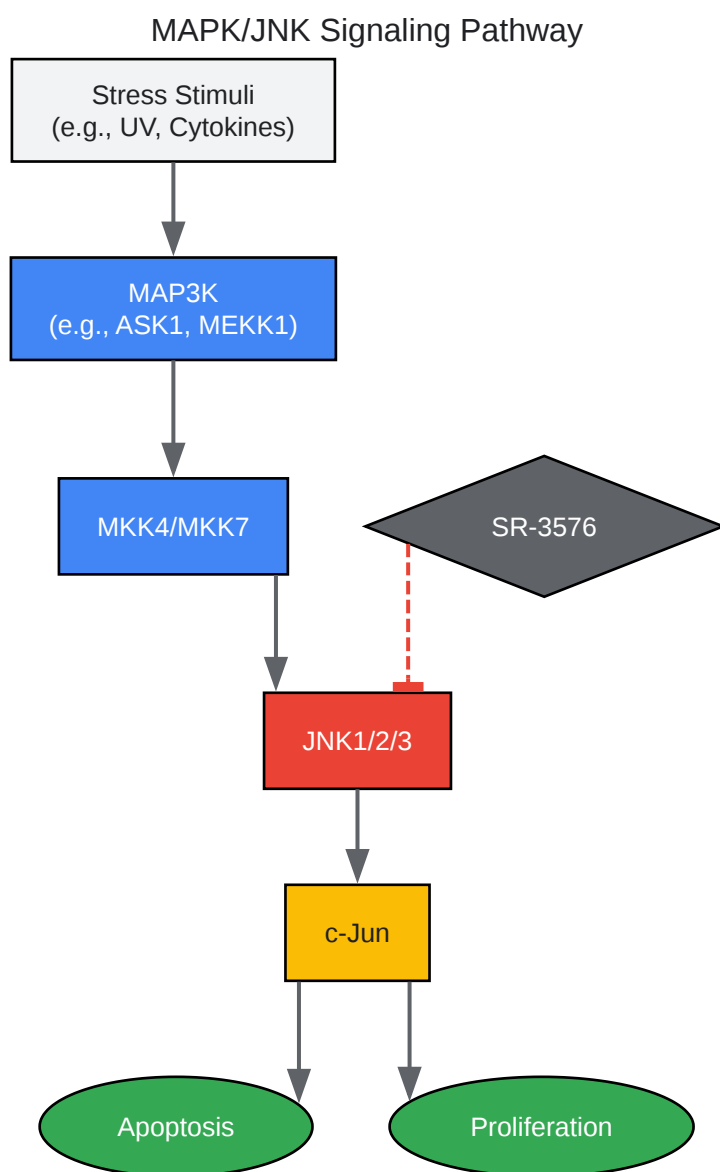 MAPK/JNK Signaling Pathway
Stress Stimuli
(e.g., UV, Cytokines)
MAP3K
(e.g., ASK1, MEKK1)
MKK4/MKK7
SR-3576
JNK1/2/3
c-Jun
Apoptosis
Proliferation